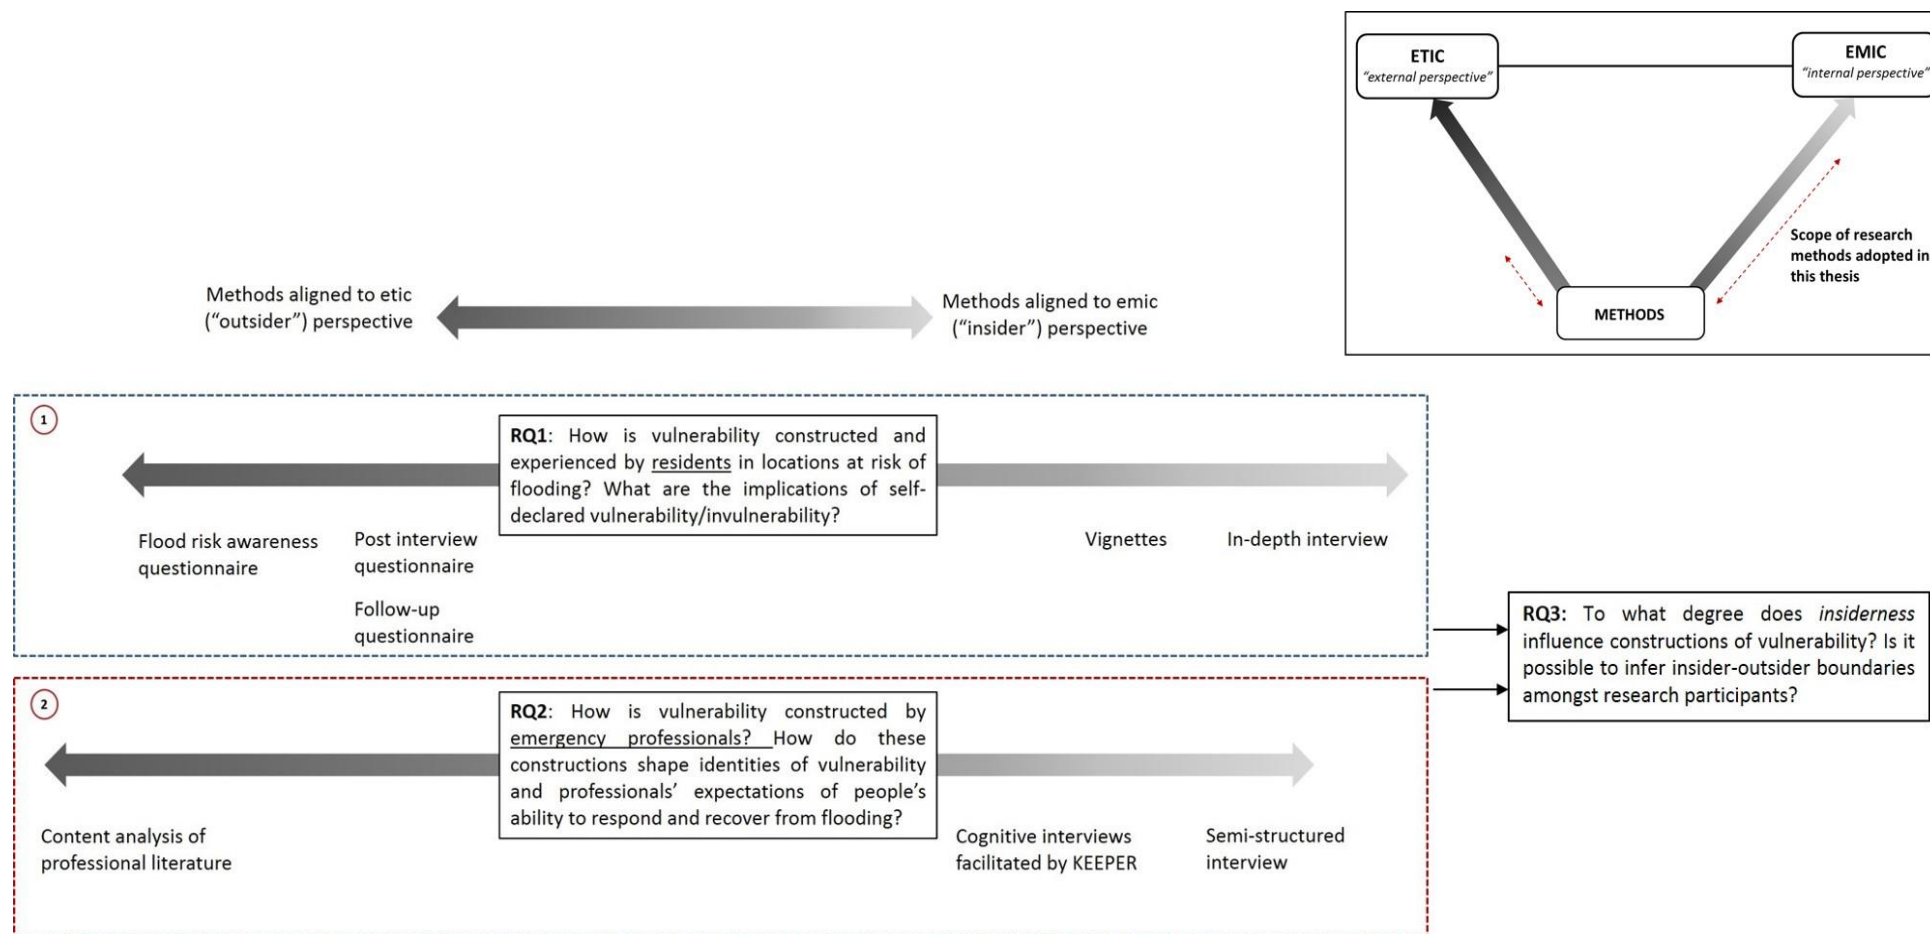 ETIC
“external perspective”
EMIC
“internal perspective”
Scope of research
methods adopted in
this thesis
METHODS
Methods aligned to etic
(“outsider”) perspective
Methods aligned to emic
(“insider”) perspective
1
RQ1: How is vulnerability constructed and
experienced by residents in locations at risk of
flooding? What are the implications of self-
declared vulnerability/invulnerability?
Flood risk awareness
questionnaire
Post interview
questionnaire
Follow-up
questionnaire
Vignettes
In-depth interview
2
RQ2: How is vulnerability constructed by
emergency professionals? How do these
constructions shape identities of vulnerability
and professionals’ expectations of people’s
ability to respond and recover from flooding?
Content analysis of
professional literature
Cognitive interviews
facilitated by KEEPER
Semi-structured
interview
RQ3: To what degree does insiderness
influence constructions of vulnerability? Is it
possible to infer insider-outsider boundaries
amongst research participants?